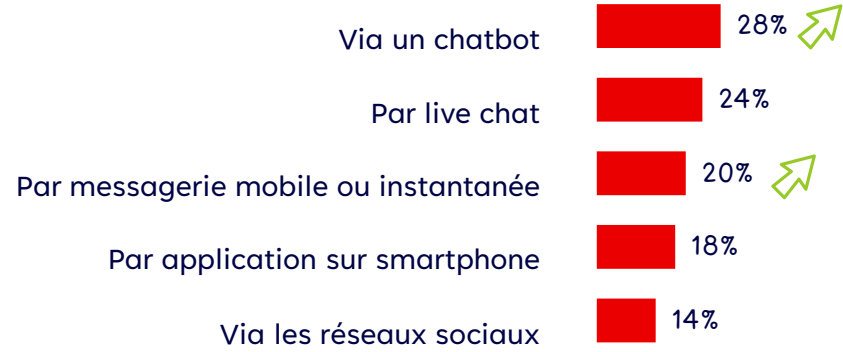 Via un chatbot 28%
Par live chat 24%
Par messagerie mobile ou instantanée 20%
Par application sur smartphone 18%
Via les réseaux sociaux 14%